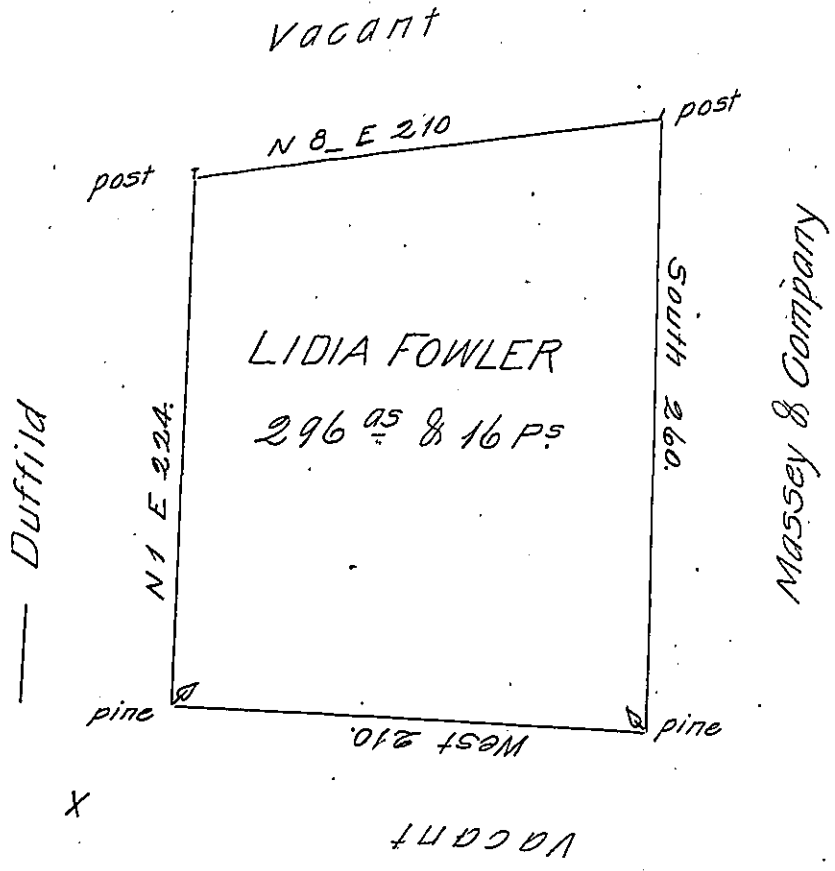 Vacant
post
N 8_ E 210
post
LIDIA FOWLER
296 as & 16 Ps
South 260.
Massey & Company
N 1 E 224.
— Duffild
pine
West 210.
pine
X
Vacant